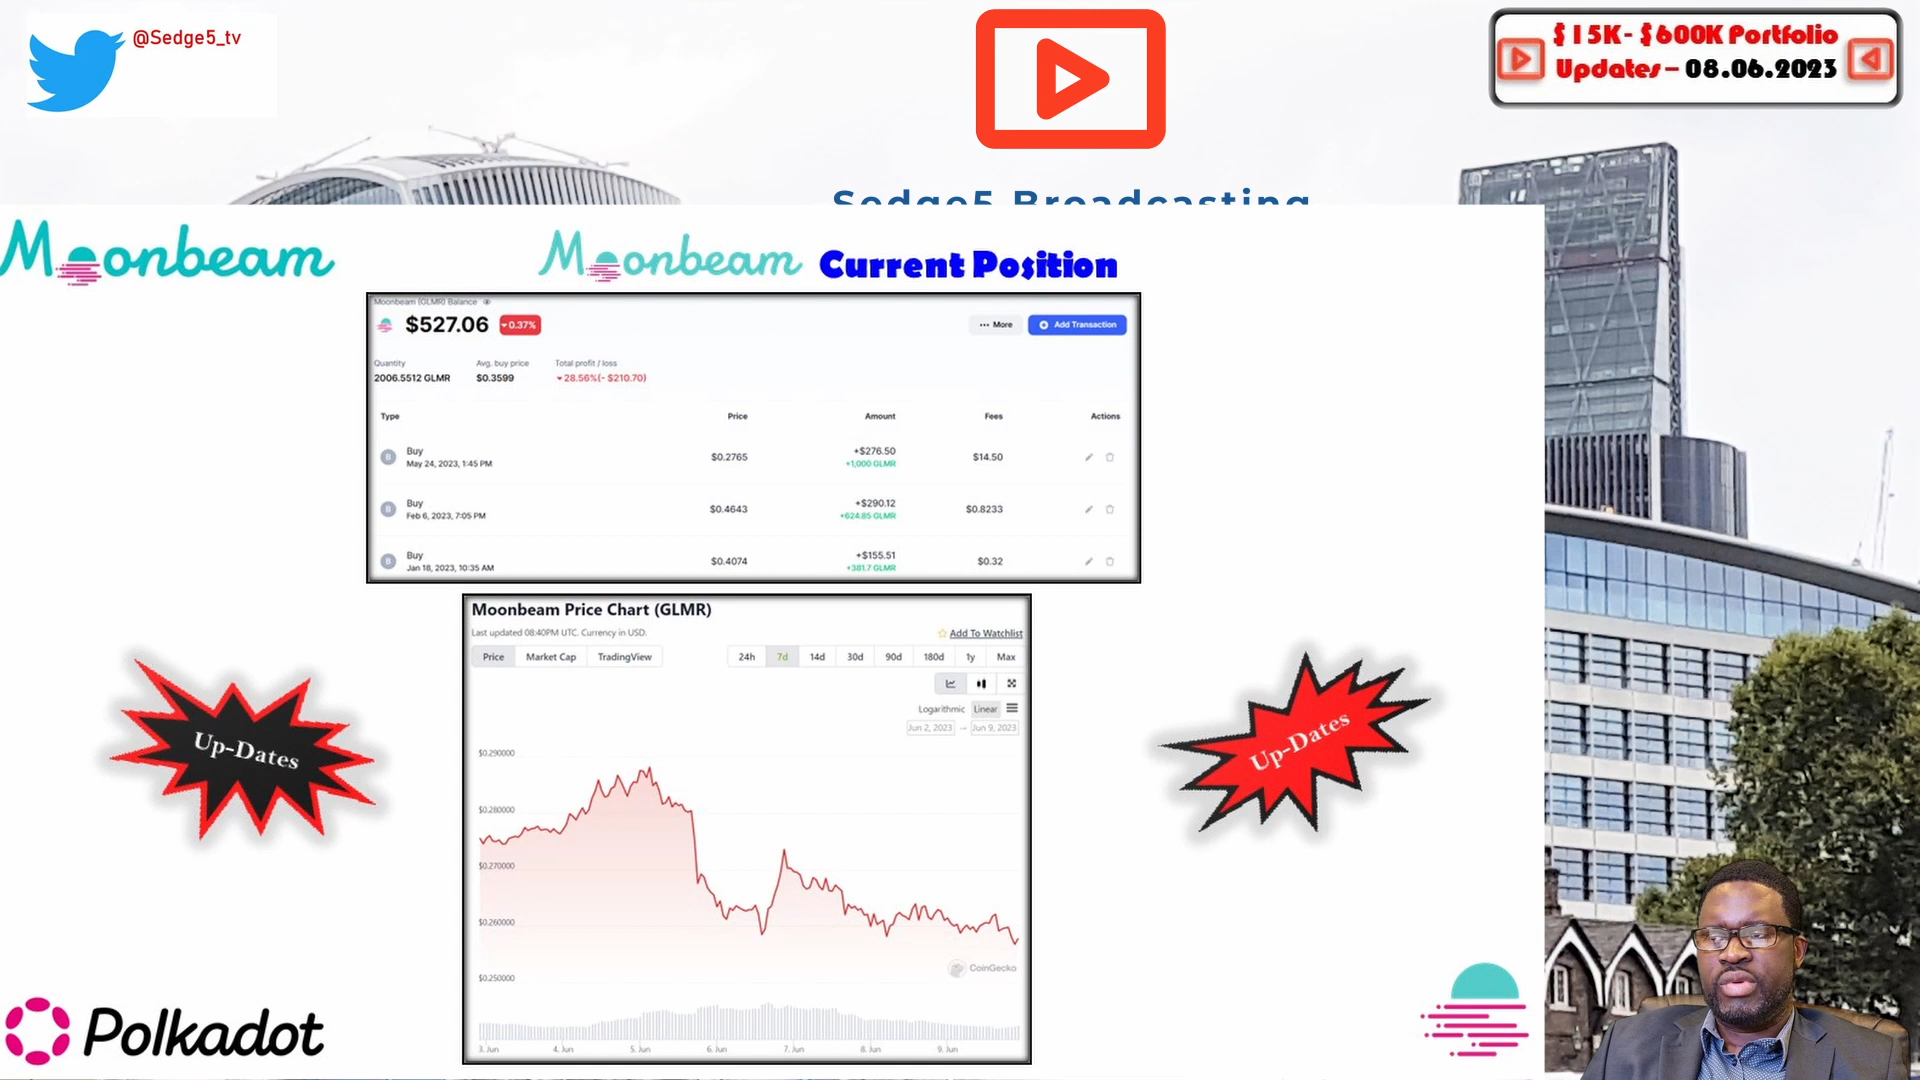 @Sedge5_tv
$15K- $600K Portfolio
Updates – 08.06.2023
Sedge5 Broadcasting
Moonbeam
Moonbeam Current Position
Moonbeam (GLMR) Balance
$527.06 0.37%
More
Add Transaction
Quantity Avg. buy price Total profit / loss
2006.5512 GLMR $0.3599 28.56%(- $210.70)
Type Price Amount Fees Actions
B Buy $0.2765 +$276.50 $14.50
May 24, 2023, 1:45 PM +1,000 GLMR
B Buy $0.4643 +$290.12 $0.8233
Feb 6, 2023, 7:05 PM +624.85 GLMR
B Buy $0.4074 +$155.51 $0.32
Jan 18, 2023, 10:35 AM +381.7 GLMR
Moonbeam Price Chart (GLMR)
Last updated 08:40PM UTC. Currency in USD.
Add To Watchlist
Price Market Cap TradingView 24h 7d 14d 30d 90d 180d 1y Max
Logarithmic Linear
Jun 2, 2023 → Jun 9, 2023
$0.290000
$0.280000
$0.270000
$0.260000
$0.250000
CoinGecko
3. Jun 4. Jun 5. Jun 6. Jun 7. Jun 8. Jun 9. Jun
Up-Dates
Up-Dates
Polkadot